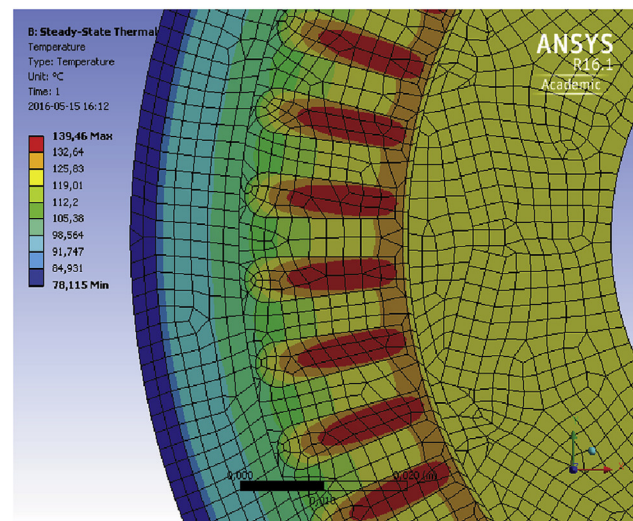 B: Steady-State Thermal
Temperature
Type: Temperature
Unit: °C
Time: 1
2016-05-15 16:12
139,46 Max
132,64
125,83
119,01
112,2
105,38
98,564
91,747
84,931
78,115 Min
ANSYS
R16.1
Academic
0,000
0,010